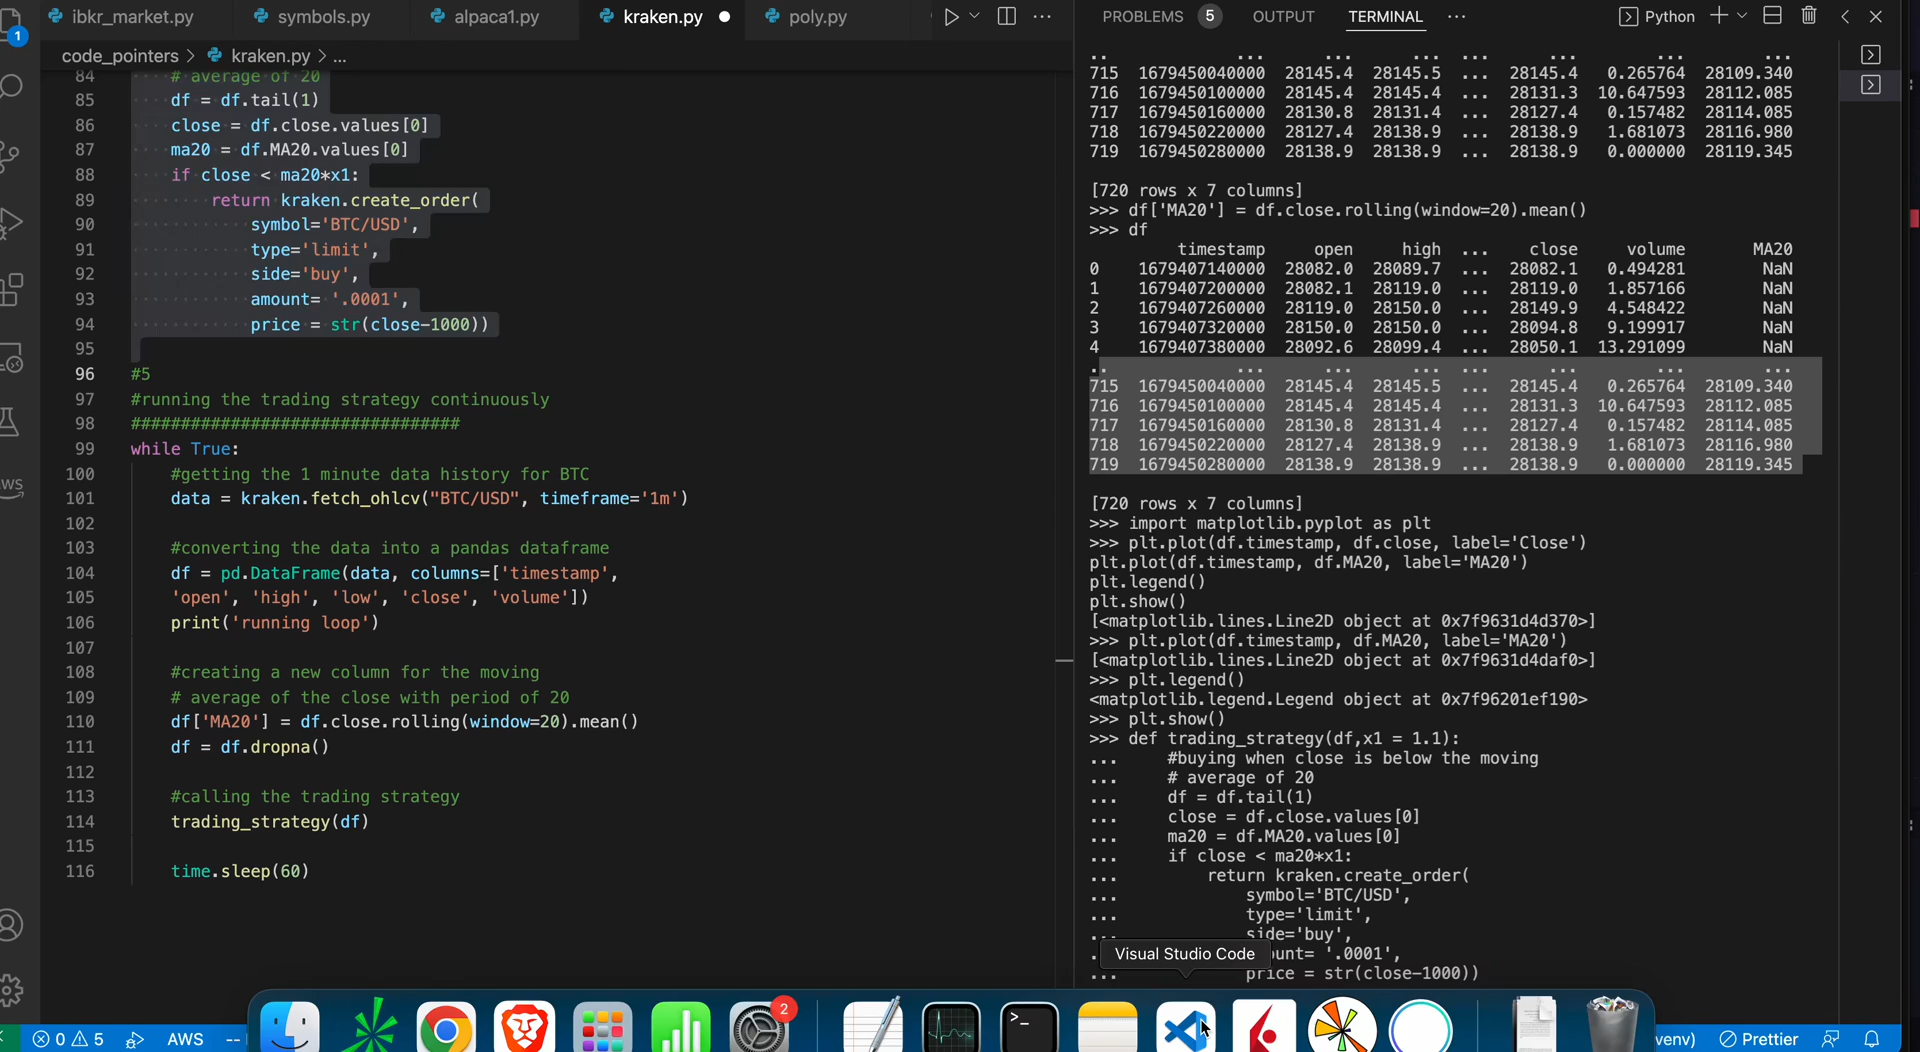 ibkr_market.py
symbols.py
alpaca1.py
kraken.py
poly.py
...
code_pointers > kraken.py > ...
84 # average of 20
85 df = df.tail(1)
86 close = df.close.values[0]
87 ma20 = df.MA20.values[0]
88 if close < ma20*x1:
89 return kraken.create_order(
90 symbol='BTC/USD',
91 type='limit',
92 side='buy',
93 amount= '.0001',
94 price = str(close-1000))
95
96 #5
97 #running the trading strategy continuously
98 #################################
99 while True:
100 #getting the 1 minute data history for BTC
101 data = kraken.fetch_ohlcv("BTC/USD", timeframe='1m')
102
103 #converting the data into a pandas dataframe
104 df = pd.DataFrame(data, columns=['timestamp',
105 'open', 'high', 'low', 'close', 'volume'])
106 print('running loop')
107
108 #creating a new column for the moving
109 # average of the close with period of 20
110 df['MA20'] = df.close.rolling(window=20).mean()
111 df = df.dropna()
112
113 #calling the trading strategy
114 trading_strategy(df)
115
116 time.sleep(60)
1
WS
PROBLEMS 5 OUTPUT TERMINAL ...
Python
.. ... ... ... ... ... ... ...
715 1679450040000 28145.4 28145.5 ... 28145.4 0.265764 28109.340
716 1679450100000 28145.4 28145.4 ... 28131.3 10.647593 28112.085
717 1679450160000 28130.8 28131.4 ... 28127.4 0.157482 28114.085
718 1679450220000 28127.4 28138.9 ... 28138.9 1.681073 28116.980
719 1679450280000 28138.9 28138.9 ... 28138.9 0.000000 28119.345
[720 rows x 7 columns]
>>> df['MA20'] = df.close.rolling(window=20).mean()
>>> df
timestamp open high ... close volume MA20
0 1679407140000 28082.0 28089.7 ... 28082.1 0.494281 NaN
1 1679407200000 28082.1 28119.0 ... 28119.0 1.857166 NaN
2 1679407260000 28119.0 28150.0 ... 28149.9 4.548422 NaN
3 1679407320000 28150.0 28150.0 ... 28094.8 9.199917 NaN
4 1679407380000 28092.6 28099.4 ... 28050.1 13.291099 NaN
.. ... ... ... ... ... ... ...
715 1679450040000 28145.4 28145.5 ... 28145.4 0.265764 28109.340
716 1679450100000 28145.4 28145.4 ... 28131.3 10.647593 28112.085
717 1679450160000 28130.8 28131.4 ... 28127.4 0.157482 28114.085
718 1679450220000 28127.4 28138.9 ... 28138.9 1.681073 28116.980
719 1679450280000 28138.9 28138.9 ... 28138.9 0.000000 28119.345
[720 rows x 7 columns]
>>> import matplotlib.pyplot as plt
>>> plt.plot(df.timestamp, df.close, label='Close')
plt.plot(df.timestamp, df.MA20, label='MA20')
plt.legend()
plt.show()
[<matplotlib.lines.Line2D object at 0x7f9631d4d370>]
>>> plt.plot(df.timestamp, df.MA20, label='MA20')
[<matplotlib.lines.Line2D object at 0x7f9631d4daf0>]
>>> plt.legend()
<matplotlib.legend.Legend object at 0x7f96201ef190>
>>> plt.show()
>>> def trading_strategy(df,x1 = 1.1):
... #buying when close is below the moving
... # average of 20
... df = df.tail(1)
... close = df.close.values[0]
... ma20 = df.MA20.values[0]
... if close < ma20*x1:
... return kraken.create_order(
... symbol='BTC/USD',
... type='limit',
... side='buy',
unt= '.0001',
... price = str(close-1000))
Visual Studio Code
2
0 5 AWS --
venv) Prettier